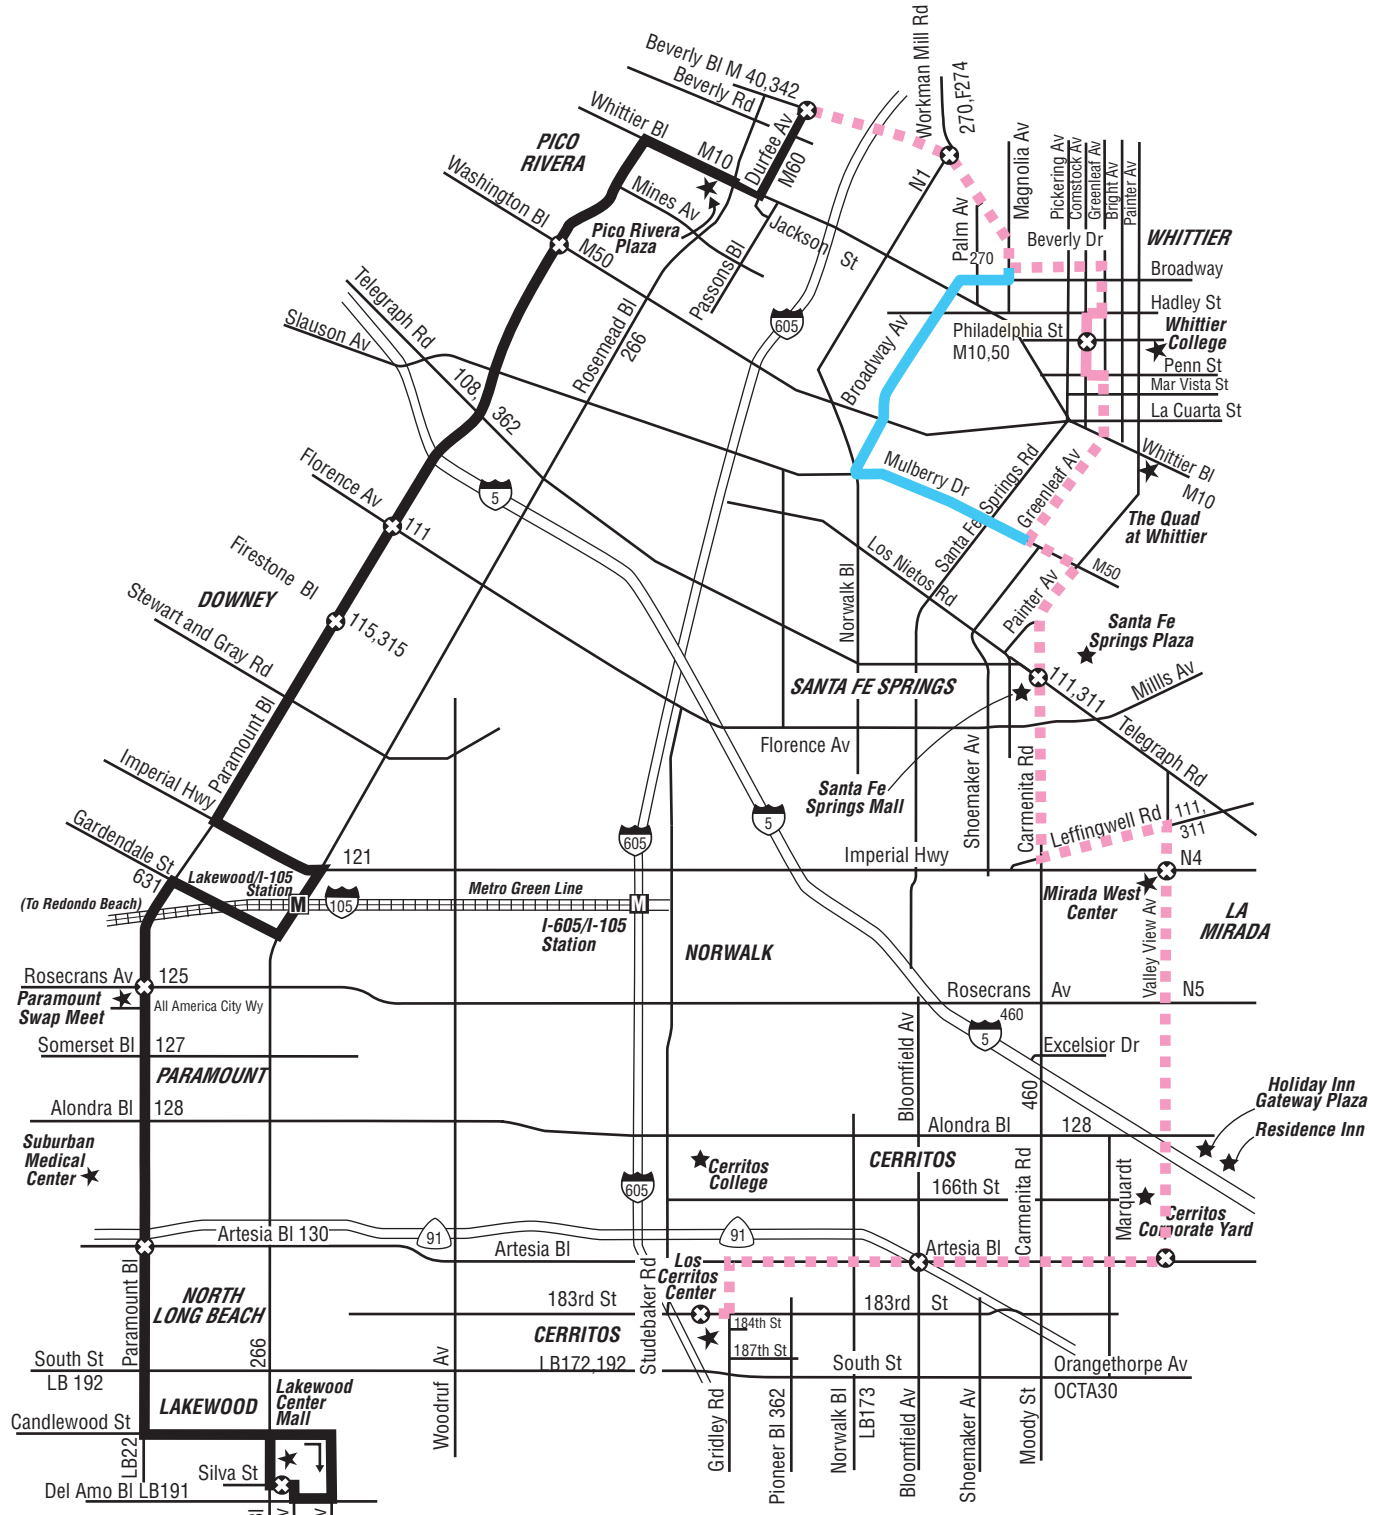 Beverly Bl M 40,342
Beverly Rd
Whittier Bl
M10
Durfee Av
M60
Workman Mill Rd
270,F274
N1
PICO
RIVERA
Washington Bl
M50
Mines Av
Pico Rivera
Plaza
Passons Bl
Jackson St
Palm Av
270
Magnolia Av
Pickering Av
Comstock Av
Greenleaf Av
Bright Av
Painter Av
Beverly Dr
WHITTIER
Broadway
Hadley St
Philadelphia St
M10,50
Whittier
College
Penn St
Mar Vista St
La Cuarta St
Telegraph Rd
Slauson Av
108,
362
Rosemead Bl
266
605
Broadway Av
Mulberry Dr
Santa Fe Springs Rd
Greenleaf Av
Whittier Bl
M10
The Quad
at Whittier
M50
Florence Av
111
5
Firestone Bl
115,315
DOWNEY
Stewart and Gray Rd
Los Nietos Rd
Norwalk Bl
Painter Av
Santa Fe
Springs Plaza
SANTA FE SPRINGS
111,311
Millls Av
Telegraph Rd
Florence Av
Santa Fe
Springs Mall
Shoemaker Av
Carmenita Rd
Paramount Bl
Imperial Hwy
Gardendale St
631
Lakewood/I-105
Station
M
105
121
Metro Green Line
(To Redondo Beach)
605
M
I-605/I-105
Station
5
Imperial Hwy
Leffingwell Rd
111,
311
N4
Mirada West
Center
Valley View Av
LA
MIRADA
NORWALK
Rosecrans Av
125
Rosecrans Av
460
N5
Paramount
Swap Meet
All America City Wy
Somerset Bl
127
PARAMOUNT
Bloomfield Av
5
Excelsior Dr
460
Holiday Inn
Gateway Plaza
Residence Inn
Alondra Bl
128
Alondra Bl
128
Suburban
Medical
Center
Cerritos
College
CERRITOS
605
166th St
Carmenita Rd
Marquardt
Cerritos
Corporate Yard
Artesia Bl 130
91
Artesia Bl
91
Artesia Bl
Paramount Bl
NORTH
LONG BEACH
Los
Cerritos
Center
183rd St
183rd St
CERRITOS
Studebaker Rd
184th St
187th St
South St
LB 192
266
LB172,192
South St
Orangethorpe Av
OCTA30
Woodruf Av
Gridley Rd
Pioneer Bl 362
Norwalk Bl
LB173
Bloomfield Av
Shoemaker Av
Moody St
LAKEWOOD
Lakewood
Center
Mall
Candlewood St
LB22
Silva St
Del Amo Bl LB191